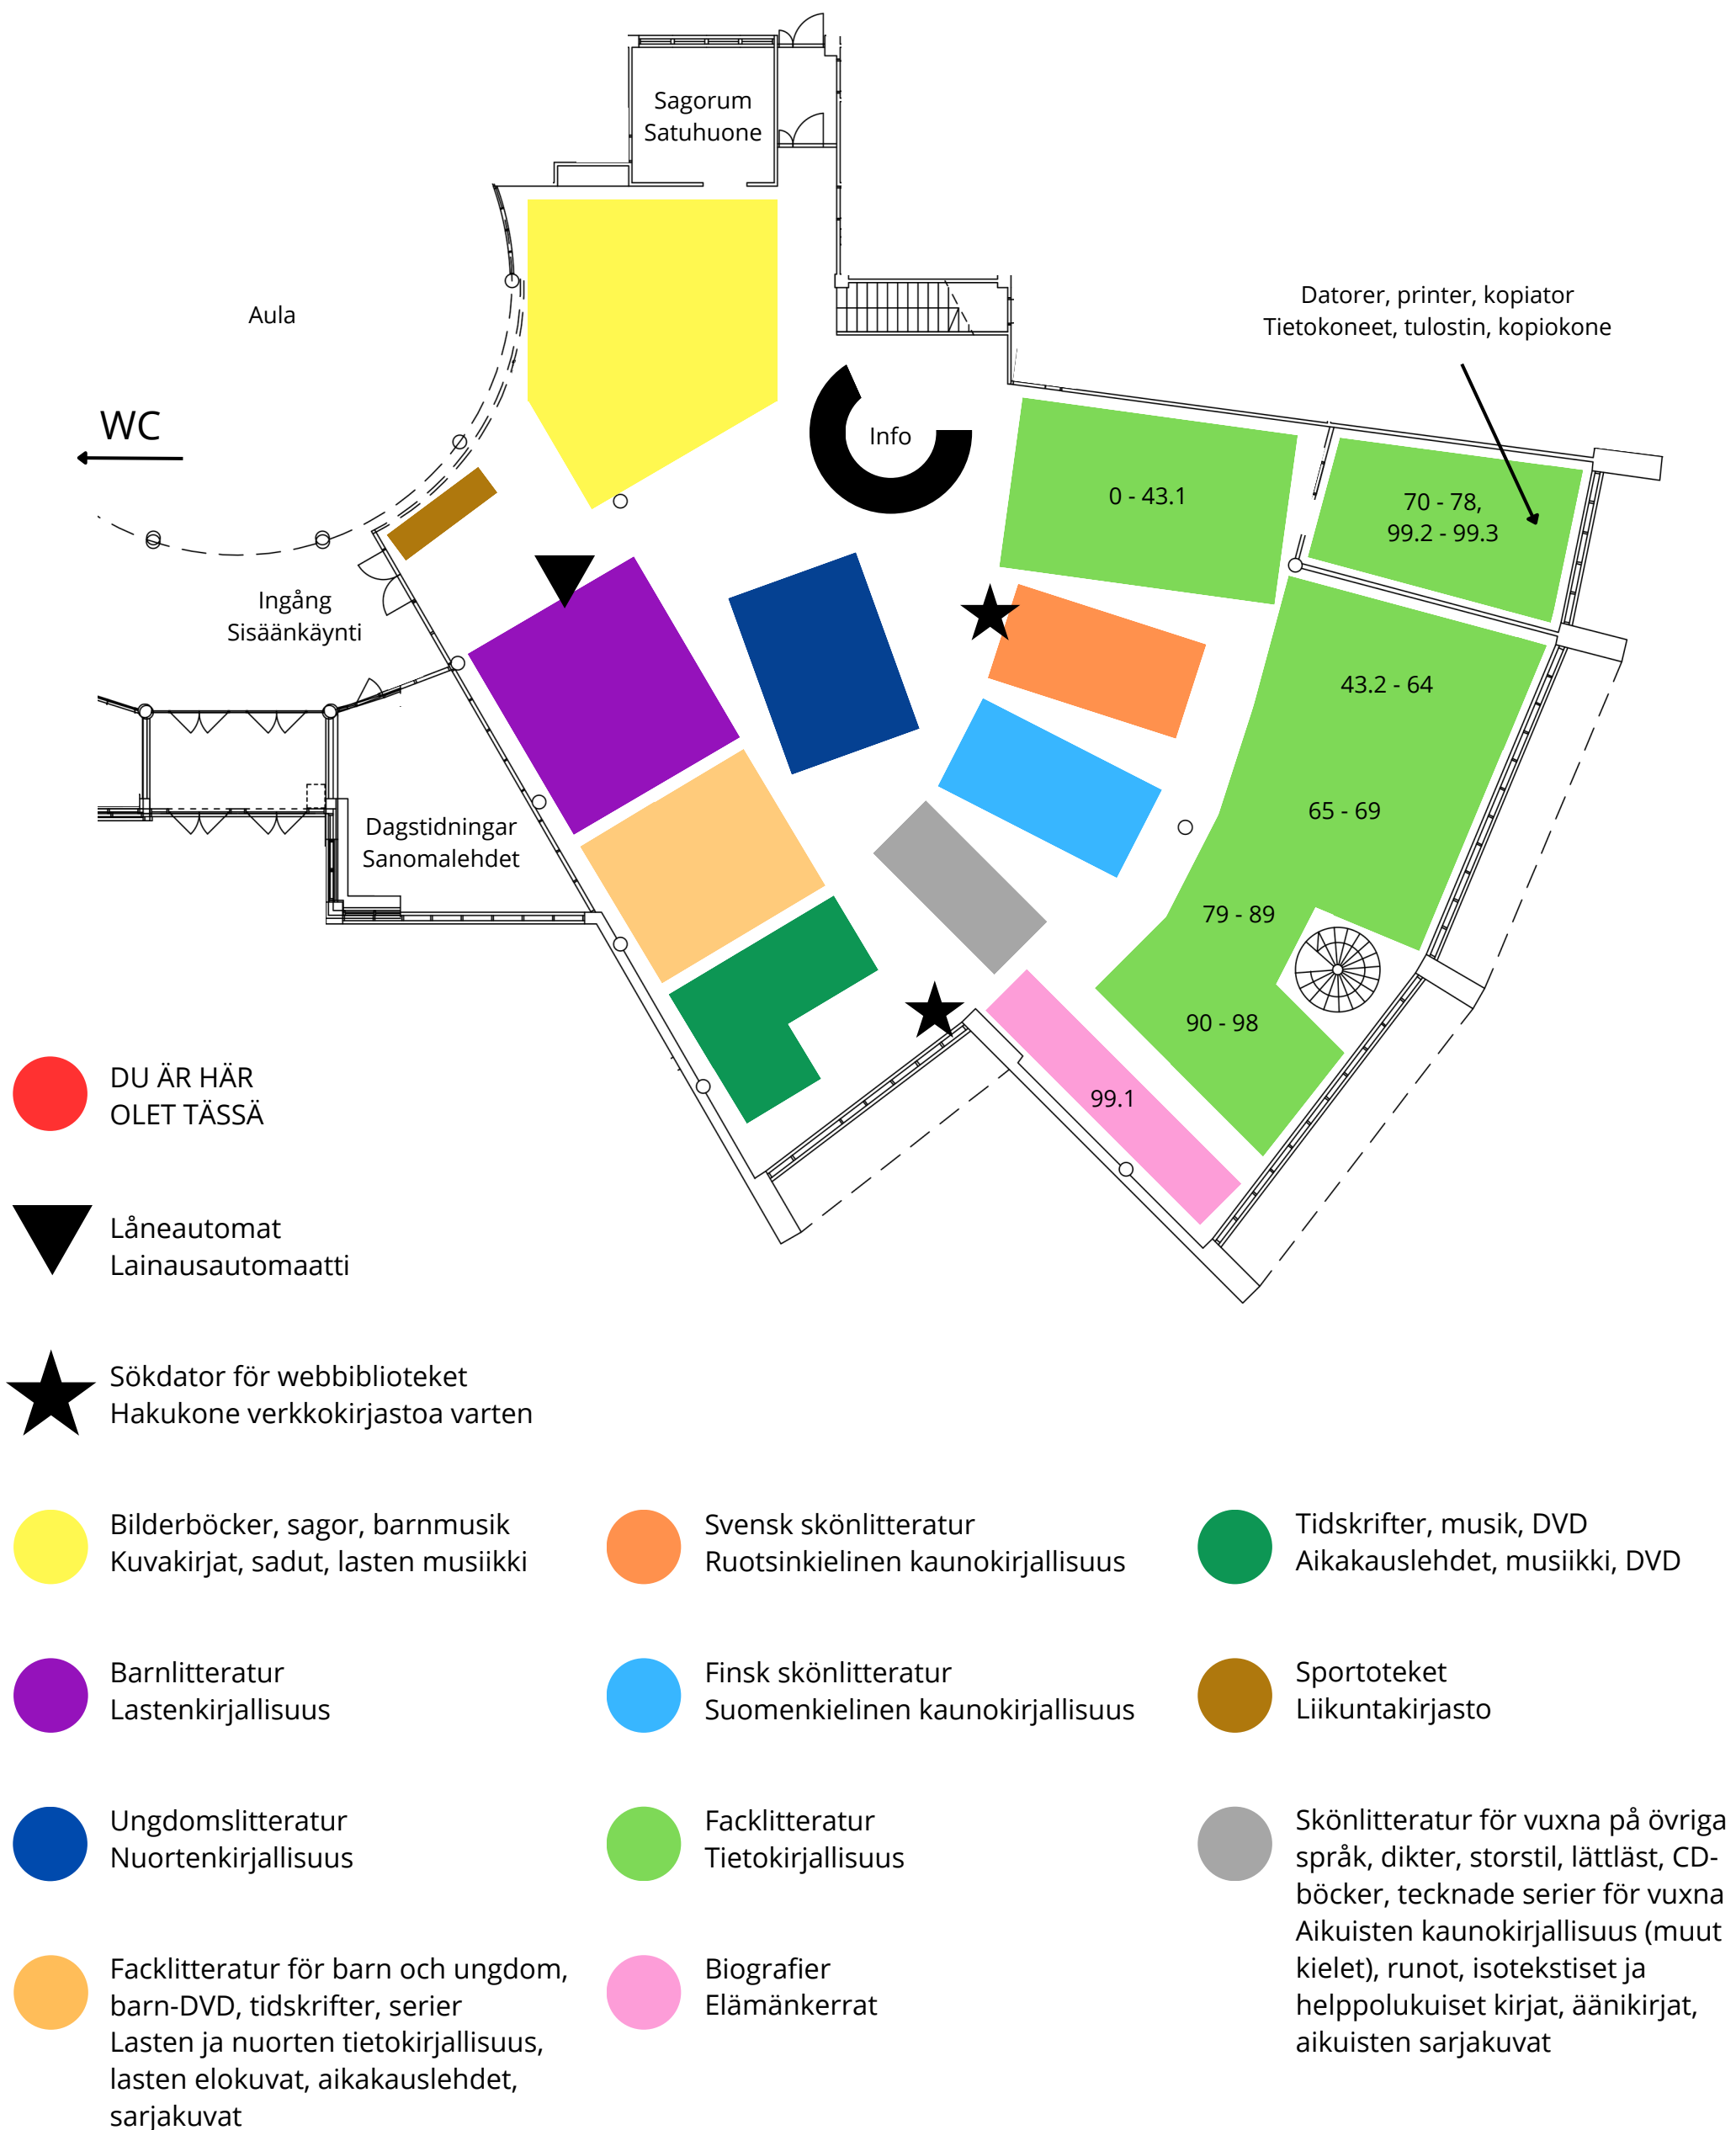 Sagorum
Satuhuone
Aula
Datorer, printer, kopiator
Tietokoneet, tulostin, kopiokone
WC
Info
0 - 43.1
70 - 78,
99.2 - 99.3
Ingång
Sisäänkäynti
43.2 - 64
65 - 69
Dagstidningar
Sanomalehdet
79 - 89
90 - 98
99.1
DU ÄR HÄR
OLET TÄSSÄ
Låneautomat
Lainausautomaatti
Sökdator för webbiblioteket
Hakukone verkkokirjastoa varten
Bilderböcker, sagor, barnmusik
Kuvakirjat, sadut, lasten musiikki
Barnlitteratur
Lastenkirjallisuus
Ungdomslitteratur
Nuortenkirjallisuus
Facklitteratur för barn och ungdom,
barn-DVD, tidskrifter, serier
Lasten ja nuorten tietokirjallisuus,
lasten elokuvat, aikakauslehdet,
sarjakuvat
Svensk skönlitteratur
Ruotsinkielinen kaunokirjallisuus
Finsk skönlitteratur
Suomenkielinen kaunokirjallisuus
Facklitteratur
Tietokirjallisuus
Biografier
Elämänkerrat
Tidskrifter, musik, DVD
Aikakauslehdet, musiikki, DVD
Sportoteket
Liikuntakirjasto
Skönlitteratur för vuxna på övriga
språk, dikter, storstil, lättläst, CD-
böcker, tecknade serier för vuxna
Aikuisten kaunokirjallisuus (muut
kielet), runot, isotekstiset ja
helppolukuiset kirjat, äänikirjat,
aikuisten sarjakuvat